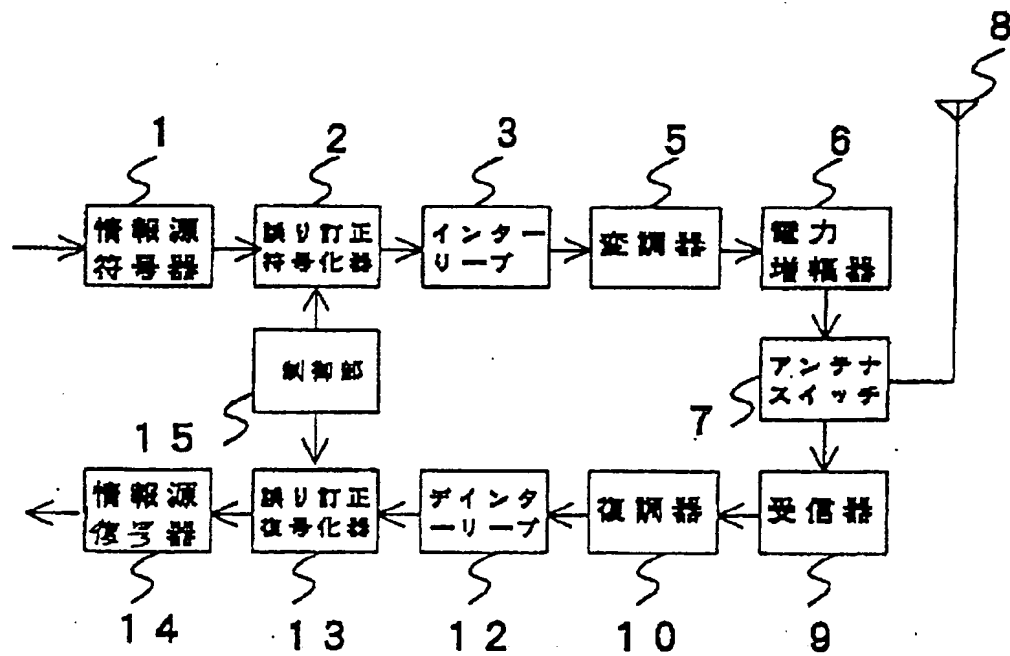 8
1
2
3
5
6
情報源
符号器
誤り訂正
符号化器
インター
リーブ
変調器
電力
増幅器
制御部
アンテナ
スイッチ
7
15
情報源
復号器
誤り訂正
復号化器
デインタ
ーリーブ
復調器
受信器
14
13
12
10
9